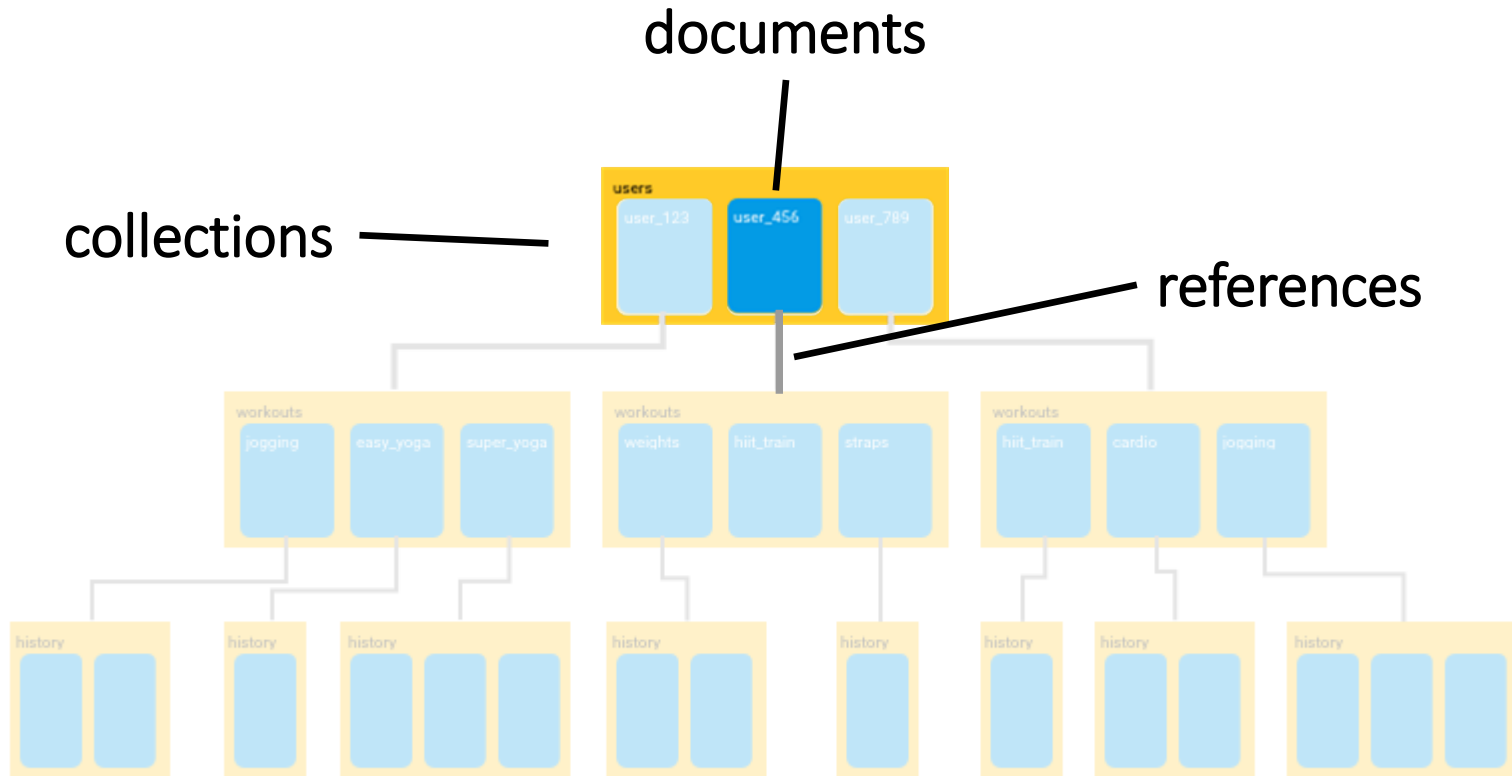 documents
users
user_123 user_456 user_789
collections
references
workouts workouts workouts
jogging easy_yoga super_yoga weights hiit_train straps hiit_train cardio jogging
history history history history history history history history